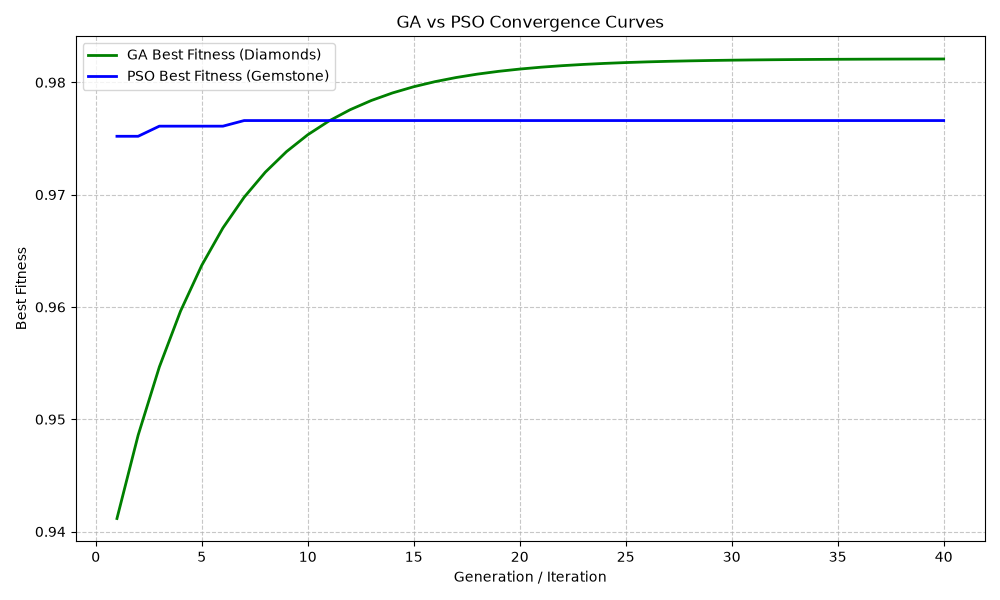 GA vs PSO Convergence Curves
GA Best Fitness (Diamonds)
PSO Best Fitness (Gemstone)
Best Fitness
0.98
0.97
0.96
0.95
0.94
0 5 10 15 20 25 30 35 40
Generation / Iteration